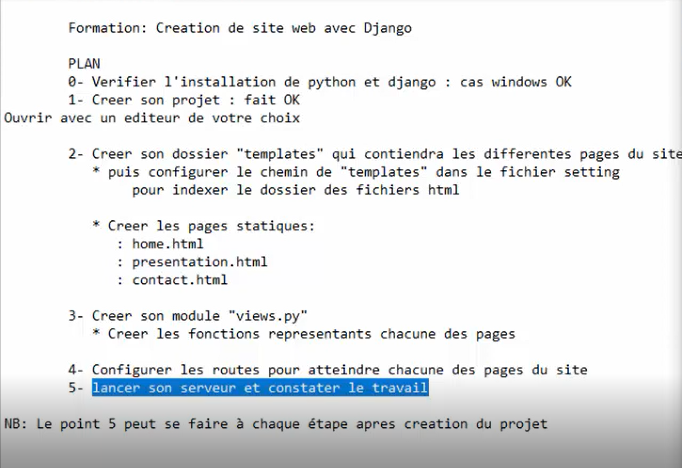 Formation: Creation de site web avec Django
PLAN
0- Verifier l'installation de python et django : cas windows OK
1- Creer son projet : fait OK
Ouvrir avec un editeur de votre choix
2- Creer son dossier "templates" qui contiendra les differentes pages du site
* puis configurer le chemin de "templates" dans le fichier setting
pour indexer le dossier des fichiers html
* Creer les pages statiques:
: home.html
: presentation.html
: contact.html
3- Creer son module "views.py"
* Creer les fonctions representants chacune des pages
4- Configurer les routes pour atteindre chacune des pages du site
5- lancer son serveur et constater le travail
NB: Le point 5 peut se faire à chaque étape apres creation du projet